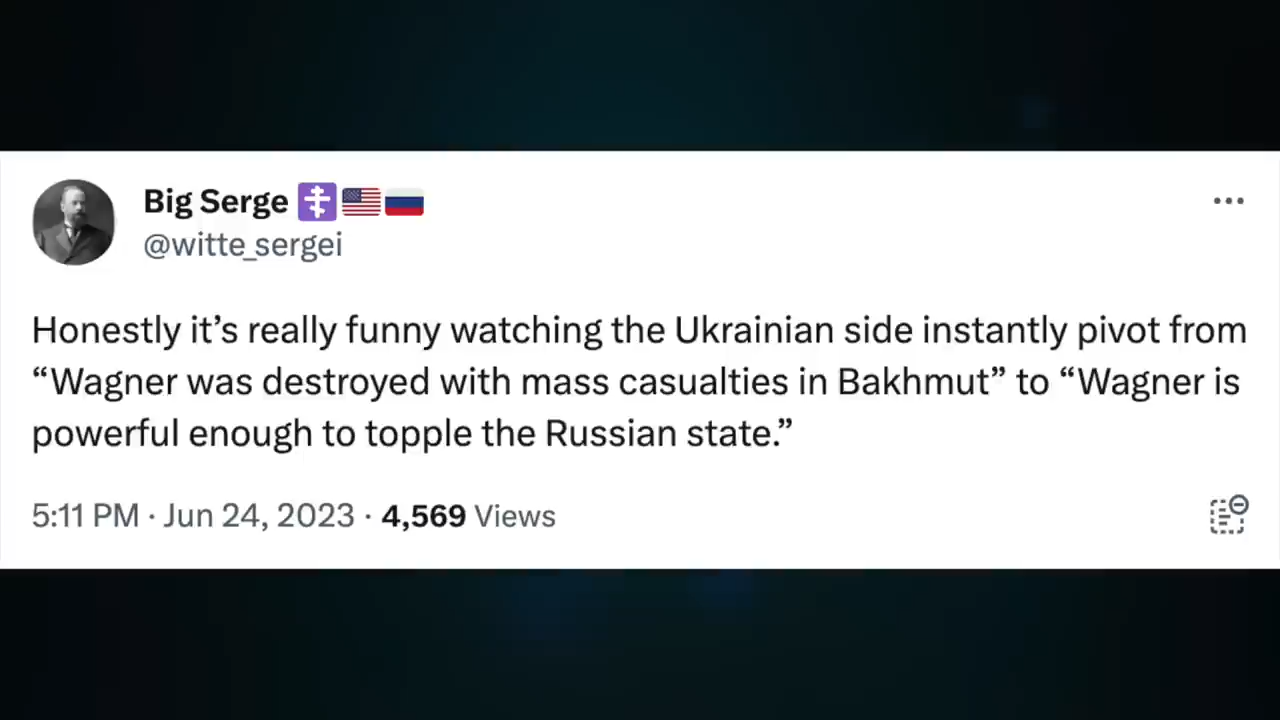 Big Serge ☦️🇺🇸🇷🇺
@witte_sergei
Honestly it’s really funny watching the Ukrainian side instantly pivot from
“Wagner was destroyed with mass casualties in Bakhmut” to “Wagner is
powerful enough to topple the Russian state.”
5:11 PM · Jun 24, 2023 · 4,569 Views